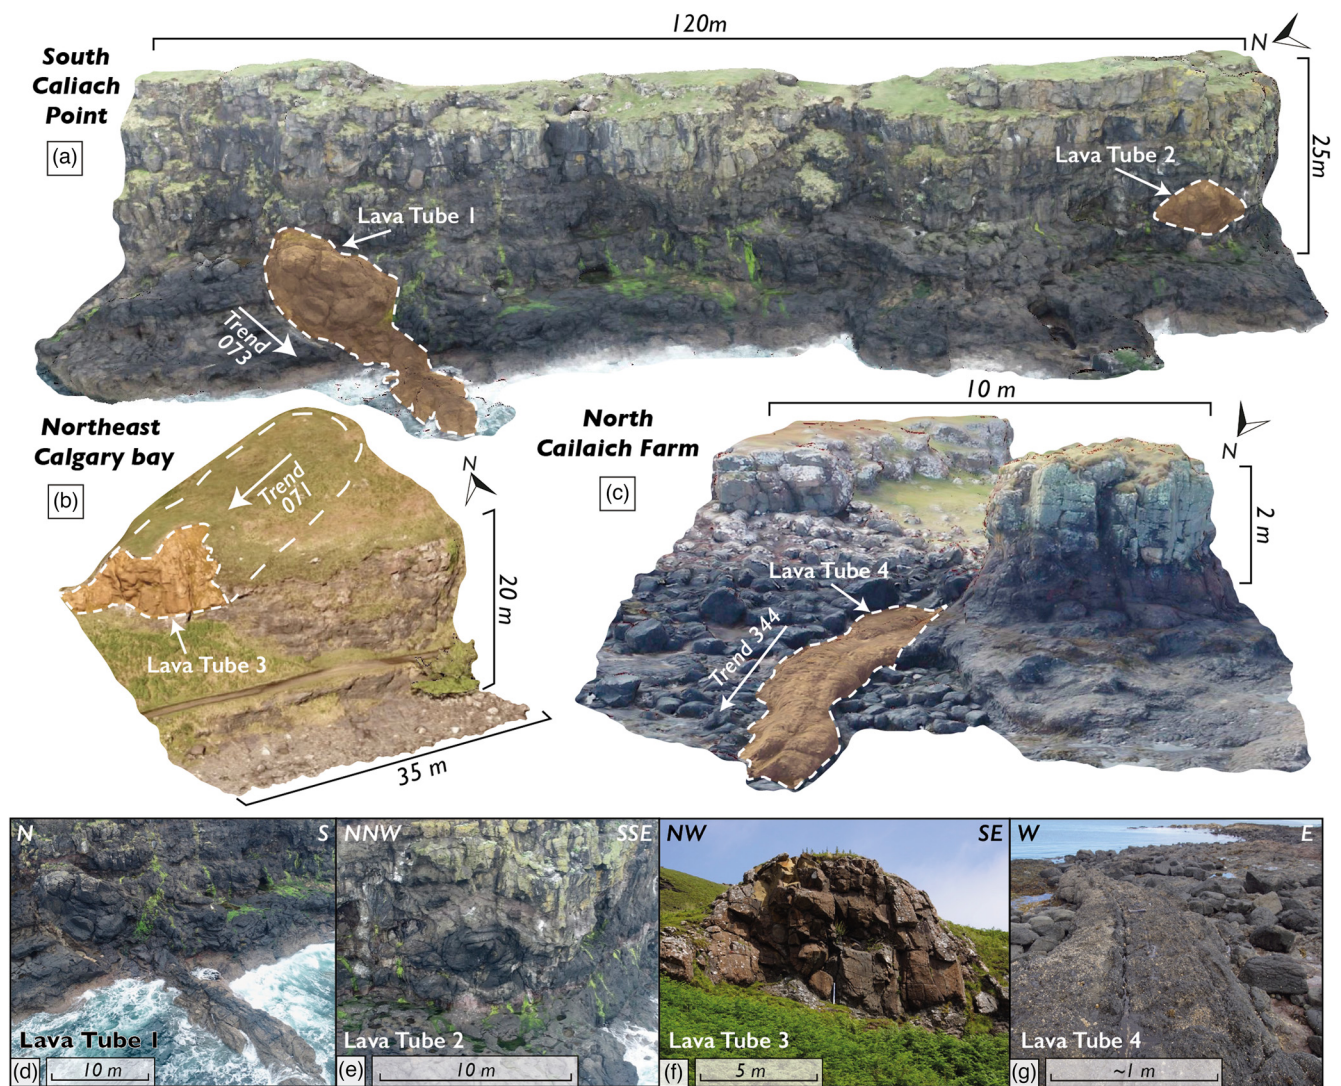 120m
N
South
Caliach
Point
(a)
25m
Lava Tube 2
Lava Tube 1
Trend
073
Northeast
Calgary bay
(b)
N
Trend
071
20 m
Lava Tube 3
35 m
10 m
North
Cailaich Farm
(c)
N
2 m
Lava Tube 4
Trend 344
N S
Lava Tube 1
(d) 10 m
NNW SSE
Lava Tube 2
(e) 10 m
NW SE
Lava Tube 3
(f) 5 m
W E
Lava Tube 4
(g) ~1 m